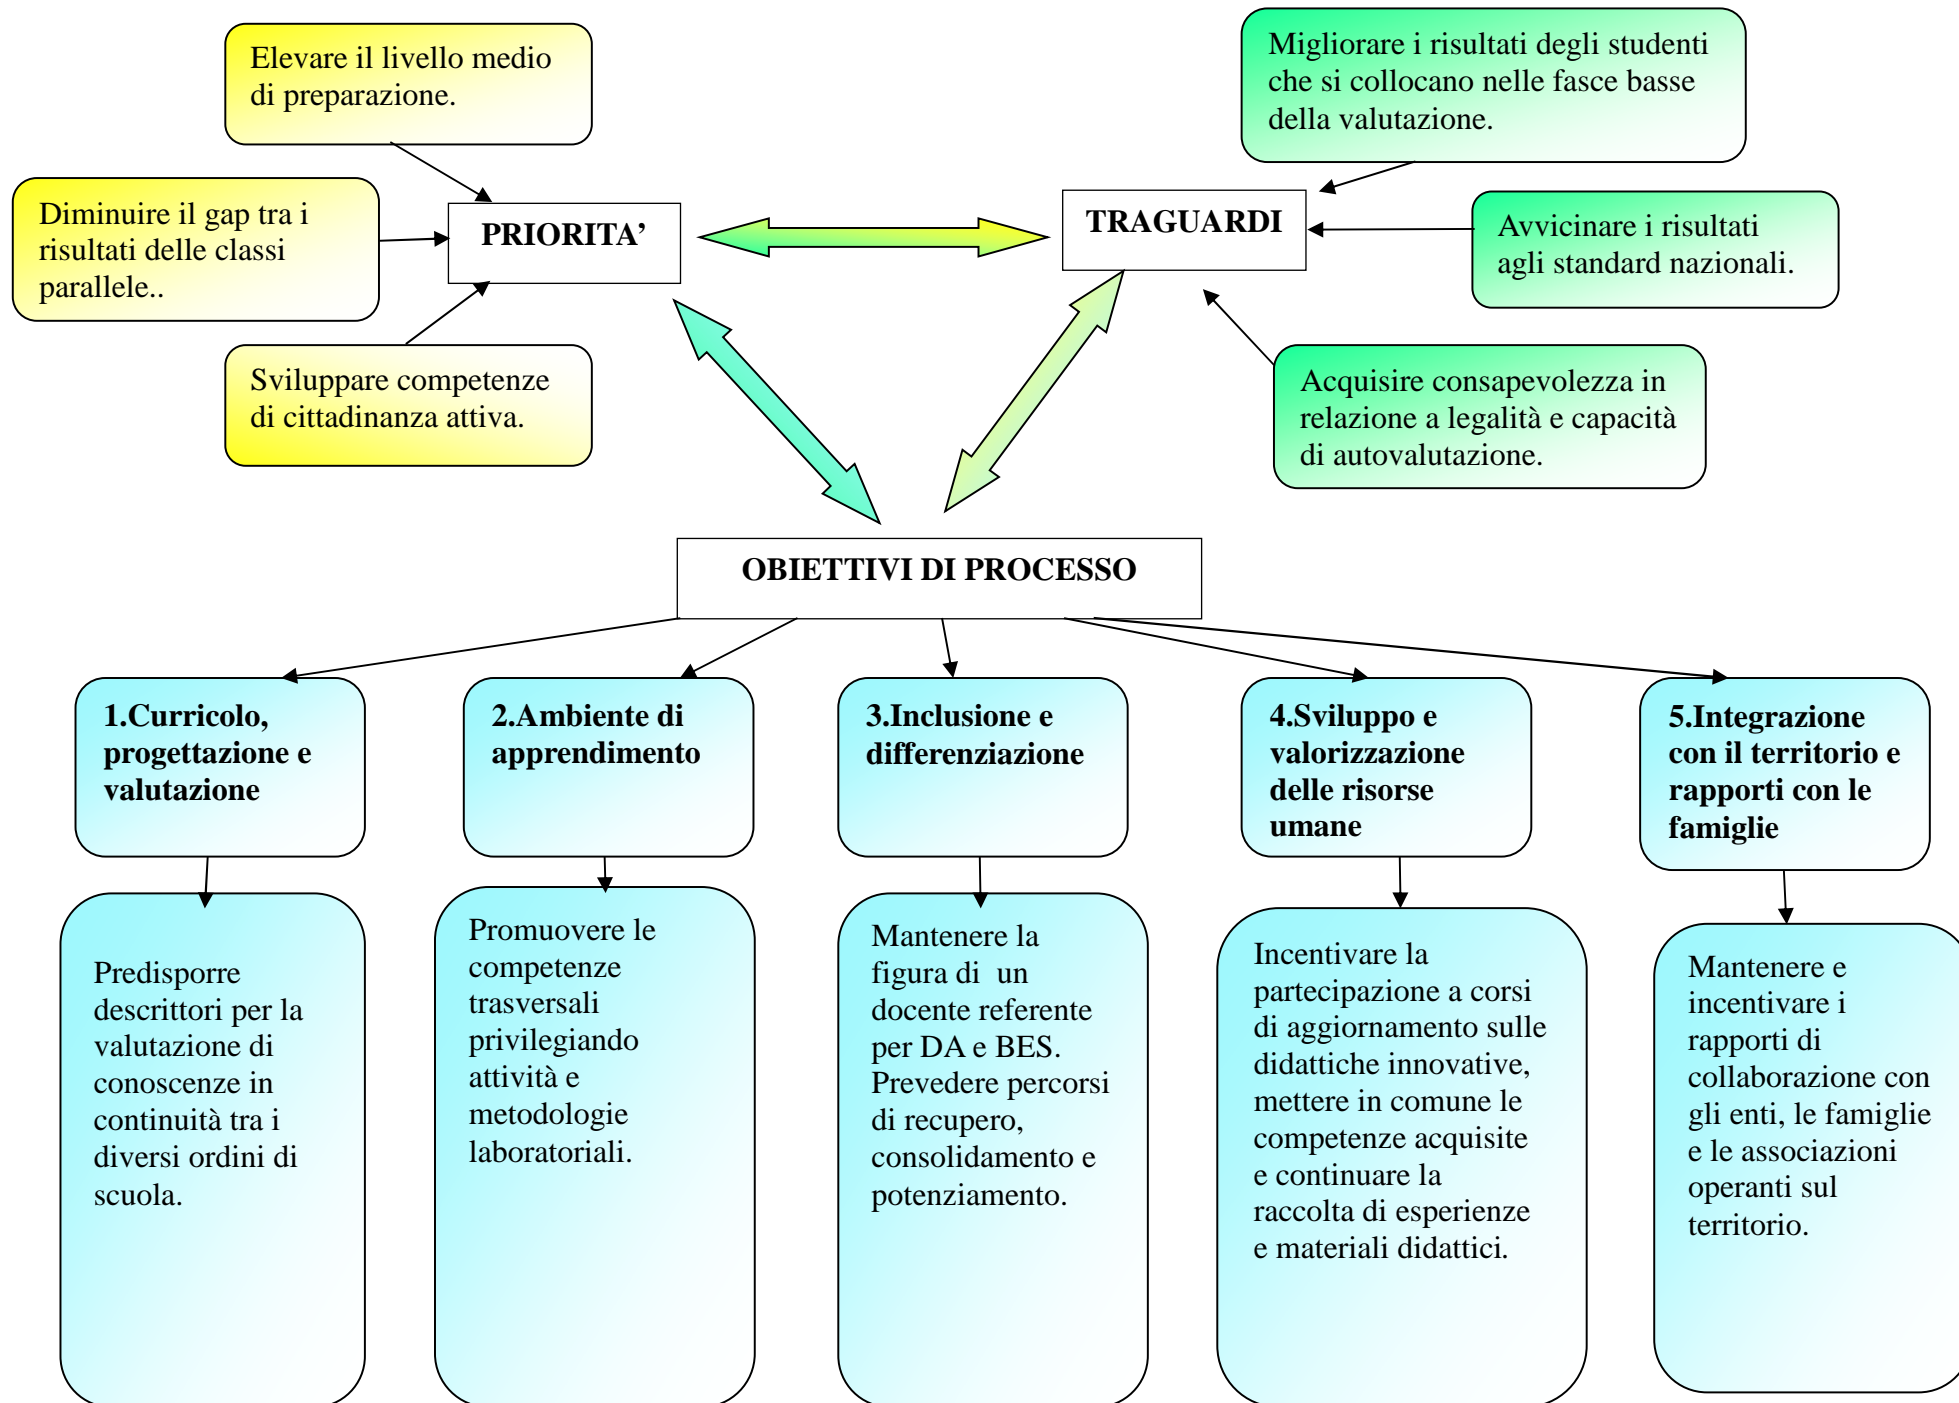 Elevare il livello medio
di preparazione.
Migliorare i risultati degli studenti
che si collocano nelle fasce basse
della valutazione.
Diminuire il gap tra i
risultati delle classi
parallele..
PRIORITA’
TRAGUARDI
Avvicinare i risultati
agli standard nazionali.
Sviluppare competenze
di cittadinanza attiva.
Acquisire consapevolezza in
relazione a legalità e capacità
di autovalutazione.
OBIETTIVI DI PROCESSO
1.Curricolo,
progettazione e
valutazione
2.Ambiente di
apprendimento
3.Inclusione e
differenziazione
4.Sviluppo e
valorizzazione
delle risorse
umane
5.Integrazione
con il territorio e
rapporti con le
famiglie
Predisporre
descrittori per la
valutazione di
conoscenze in
continuità tra i
diversi ordini di
scuola.
Promuovere le
competenze
trasversali
privilegiando
attività e
metodologie
laboratoriali.
Mantenere la
figura di  un
docente referente
per DA e BES.
Prevedere percorsi
di recupero,
consolidamento e
potenziamento.
Incentivare la
partecipazione a corsi
di aggiornamento sulle
didattiche innovative,
mettere in comune le
competenze acquisite
e continuare la
raccolta di esperienze
e materiali didattici.
Mantenere e
incentivare i
rapporti di
collaborazione con
gli enti, le famiglie
e le associazioni
operanti sul
territorio.